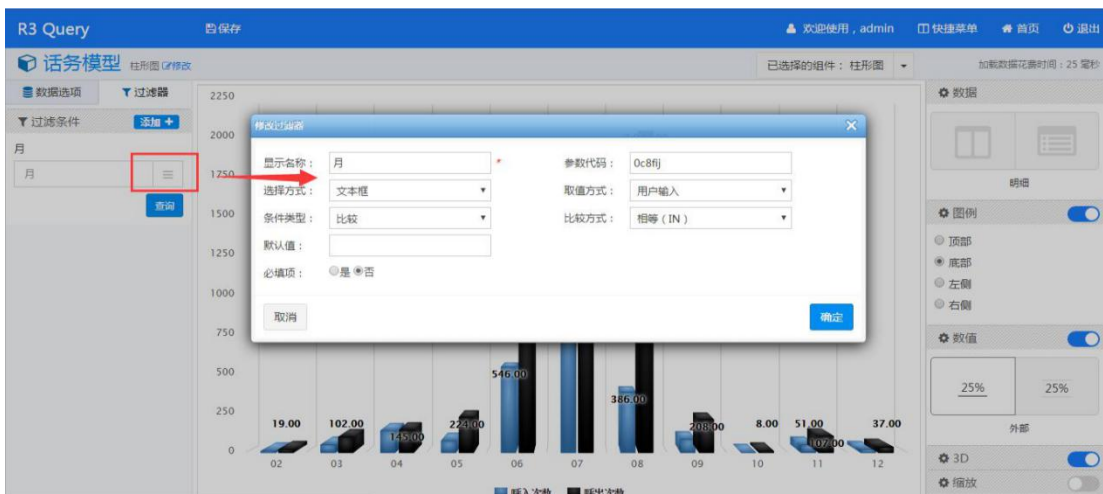 R3 Query 保存 欢迎使用，admin 快捷菜单 首页 退出
话务模型 柱形图 修改 已选择的组件： 柱形图 加载数据花费时间：25 毫秒
数据选项 过滤器
过滤条件 添加 +
月
月
查询
2250
2000
1750
1500
1250
1000
750
500
250
0
修改过滤器 ×
显示名称： 月 * 参数代码： 0c8fij
选择方式： 文本框 取值方式： 用户输入
条件类型： 比较 比较方式： 相等（IN）
默认值：
必填项： 是 否
取消 确定
546.00
386.00
19.00 102.00 145.00 224.00 208.00 8.00 51.00 107.00 37.00
02 03 04 05 06 07 08 09 10 11 12
呼入次数 呼出次数
数据
明细
图例
顶部
底部
左侧
右侧
数值
25% 25%
外部
3D
缩放